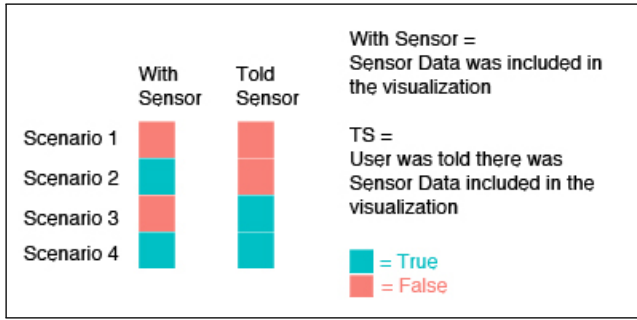 With Sensor
Told Sensor
Scenario 1
Scenario 2
Scenario 3
Scenario 4
With Sensor =
Sensor Data was included in
the visualization
TS =
User was told there was
Sensor Data included in the
visualization
= True
= False